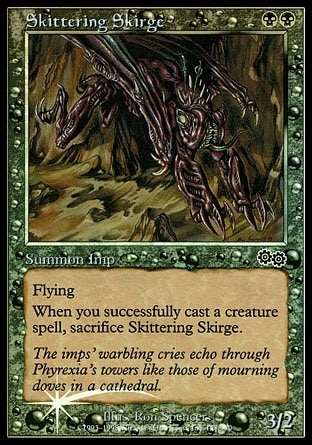 Skittering Skirge
Summon Imp
Flying
When you successfully cast a creature
spell, sacrifice Skittering Skirge.
The imps' warbling cries echo through
Phyrexia's towers like those of mourning
doves in a cathedral.
Illus. Ron Spencer
3/2